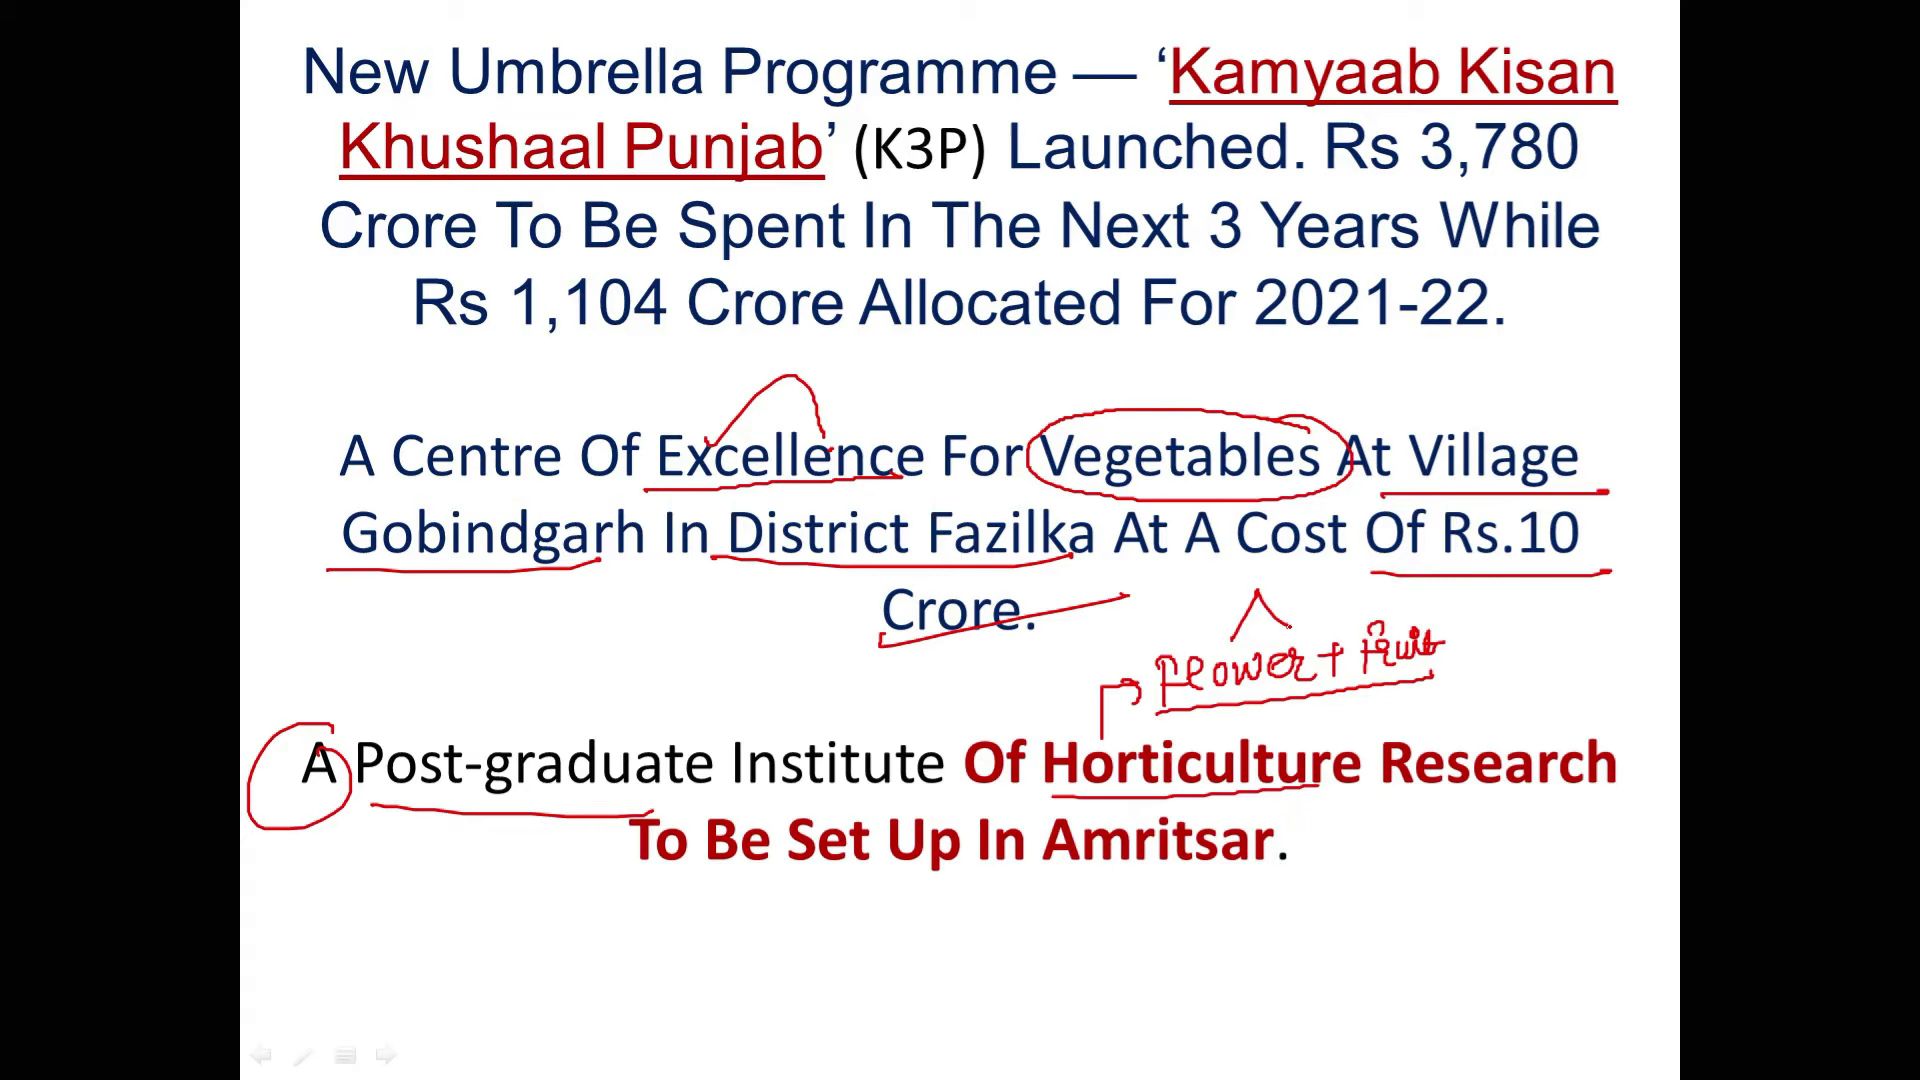 New Umbrella Programme — ‘Kamyaab Kisan
Khushaal Punjab’ (K3P) Launched. Rs 3,780
Crore To Be Spent In The Next 3 Years While
Rs 1,104 Crore Allocated For 2021-22.
A Centre Of Excellence For Vegetables At Village
Gobindgarh In District Fazilka At A Cost Of Rs.10
Crore.
Flower + Fruit
A Post-graduate Institute Of Horticulture Research
To Be Set Up In Amritsar.